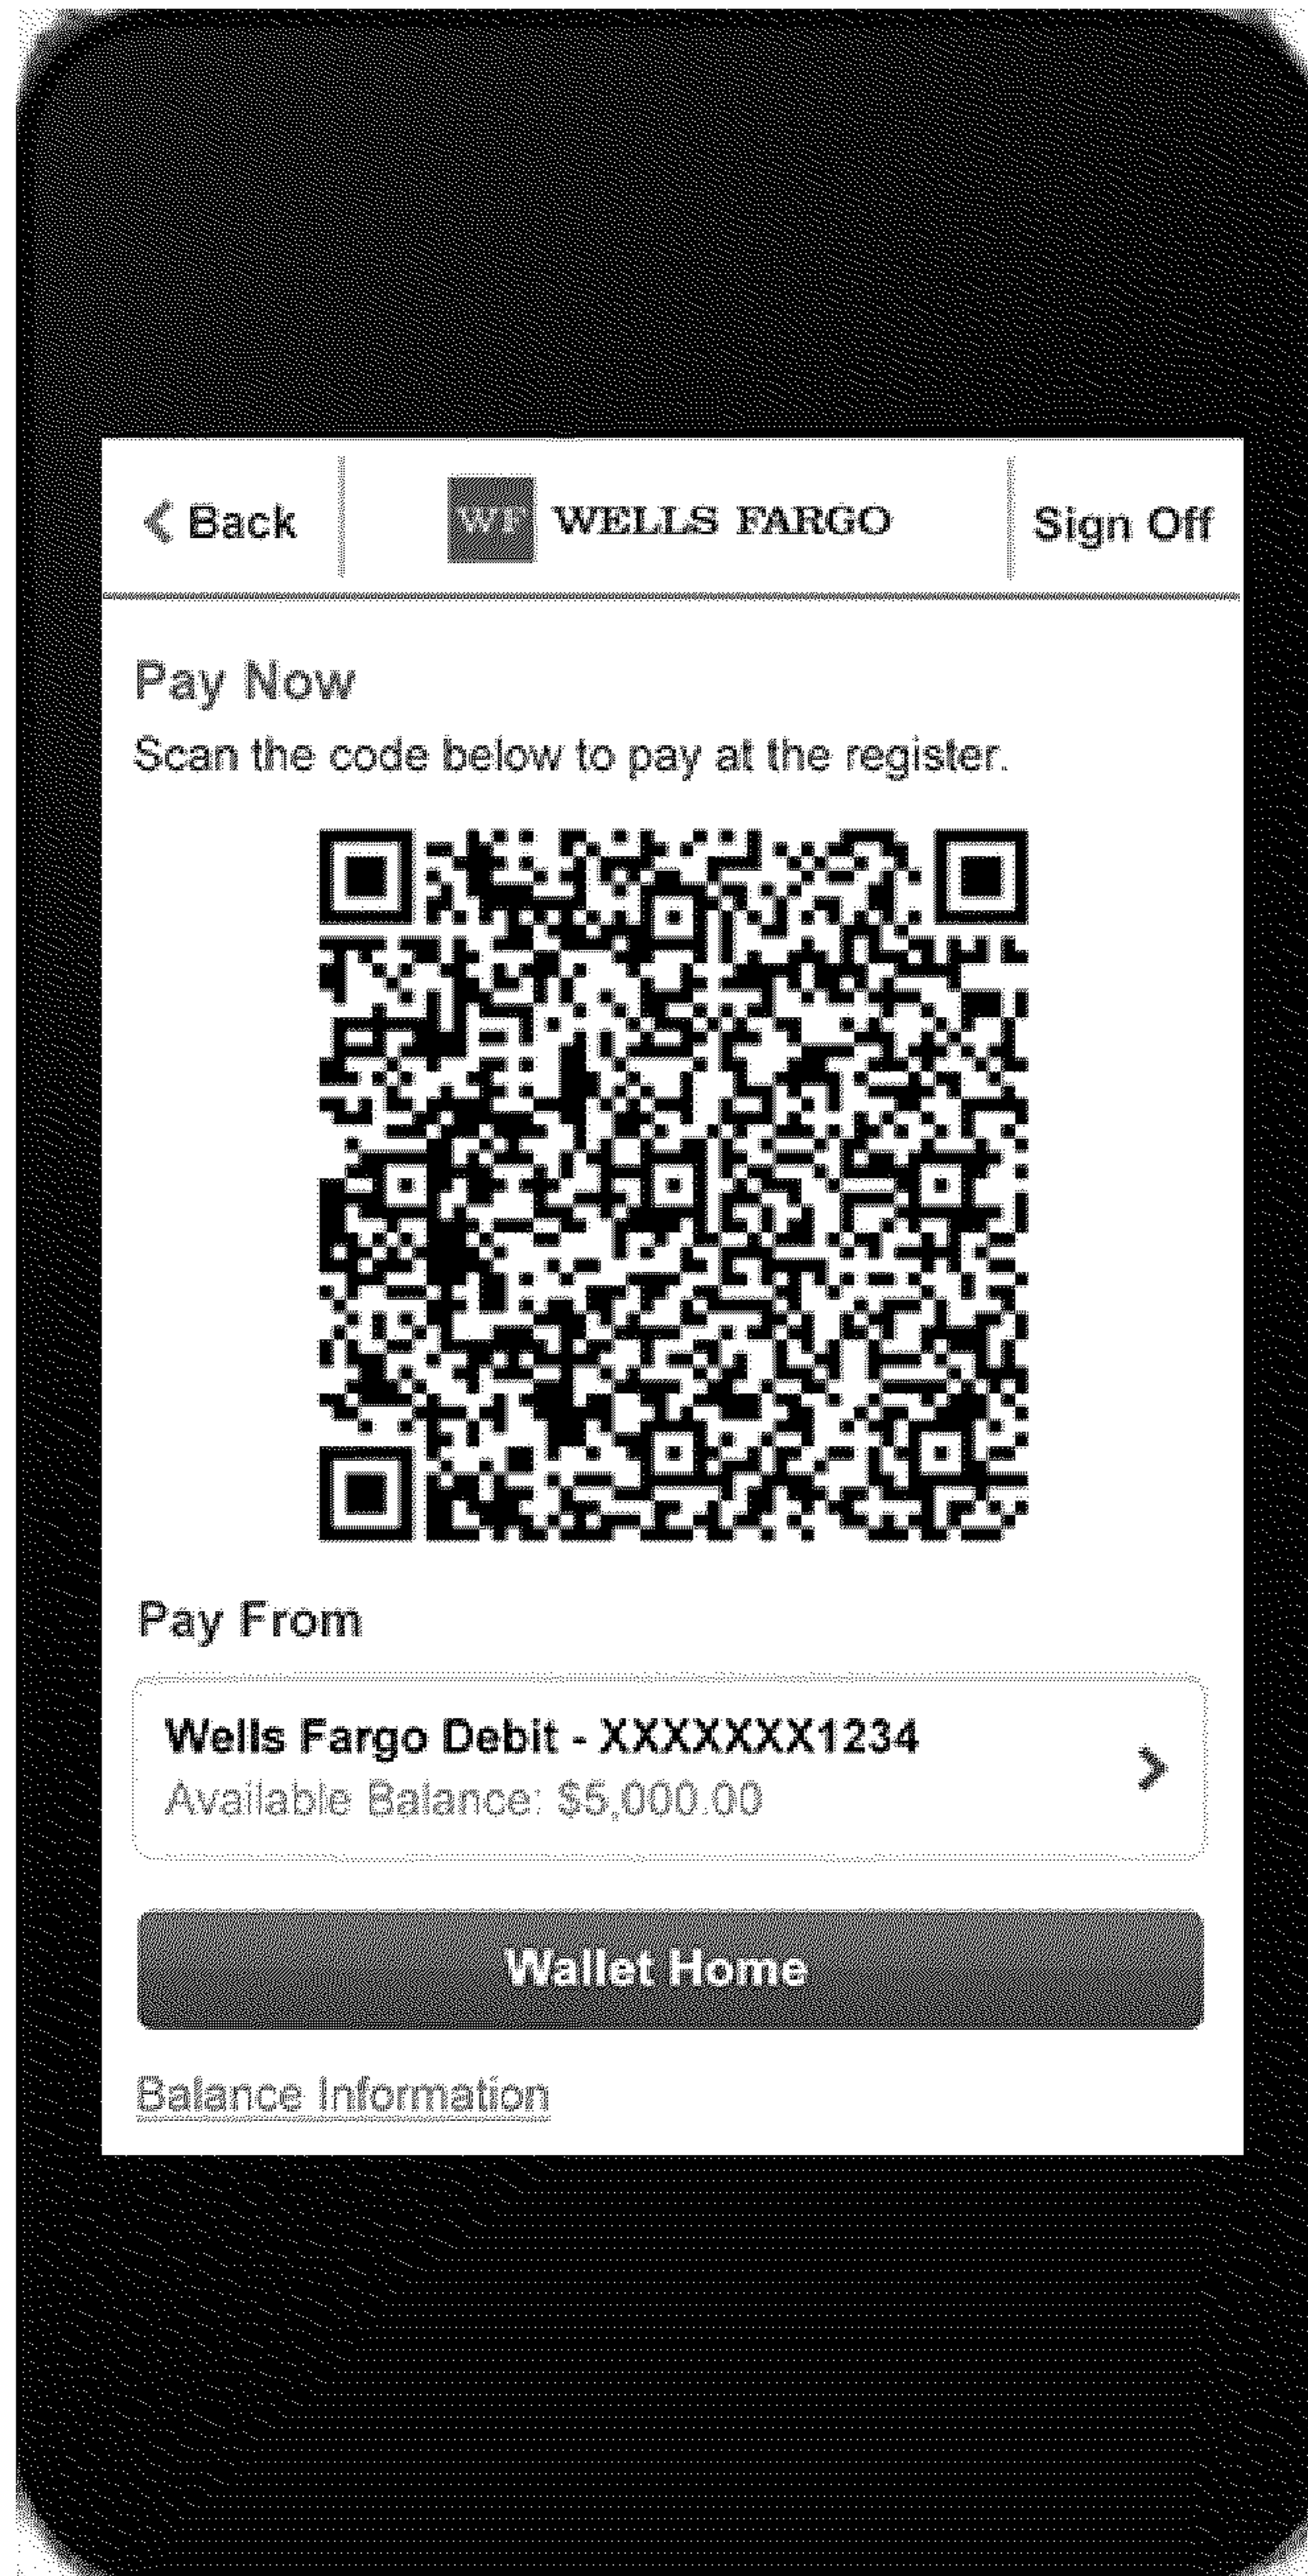 Back
WF WELLS FARGO
Sign Off
Pay Now
Scan the code below to pay at the register.
Pay From
Wells Fargo Debit - XXXXXXX1234
Available Balance: $5,000.00
Wallet Home
Balance Information